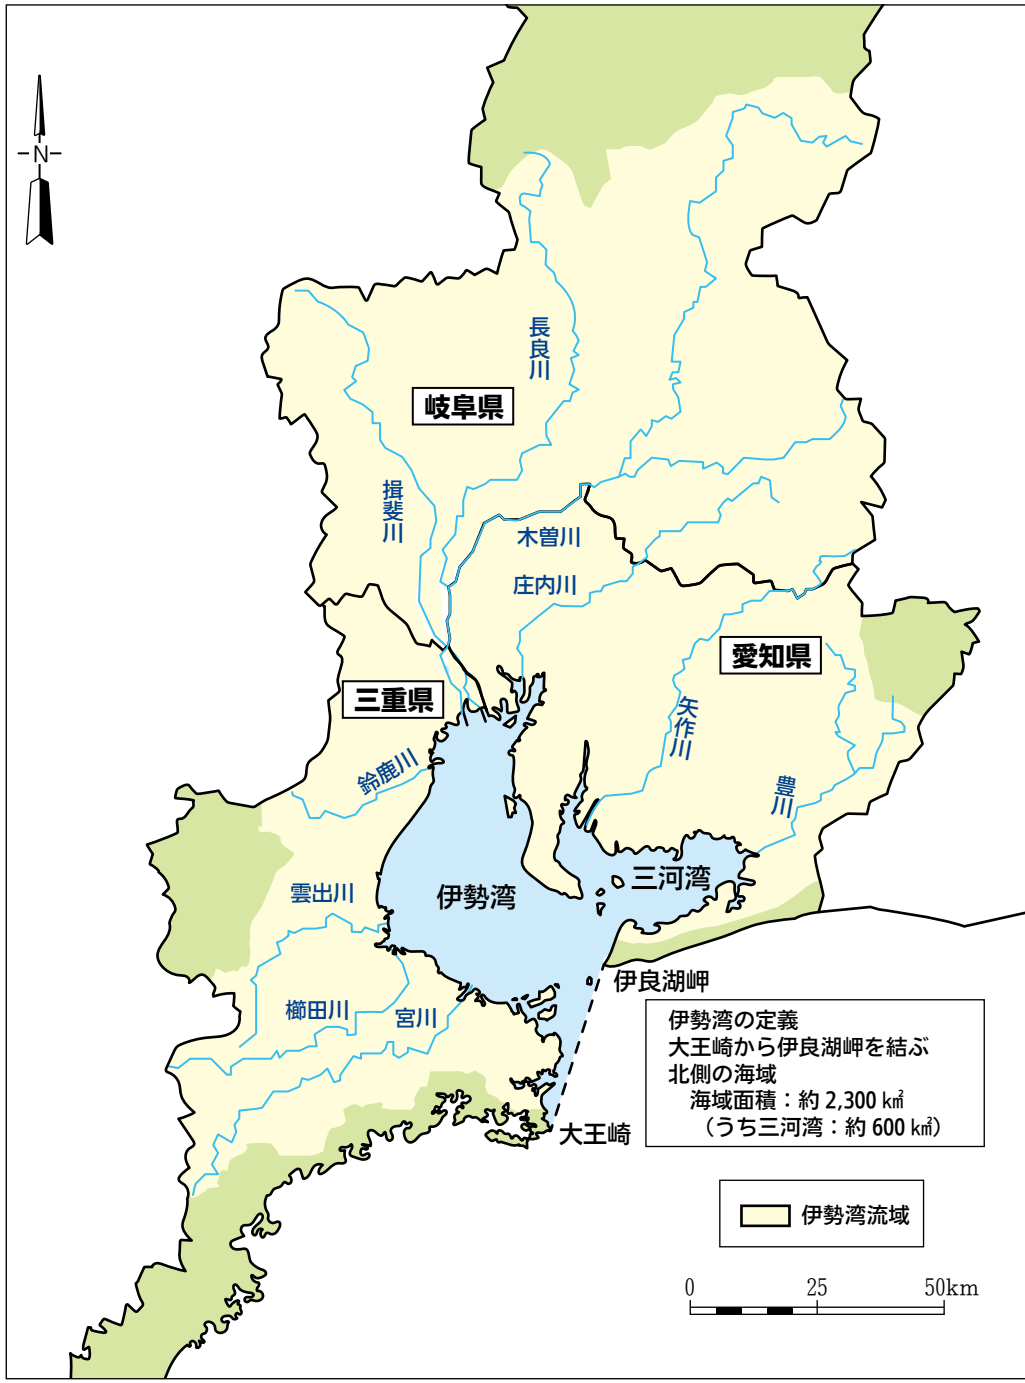 N
長良川
岐阜県
揖斐川
木曽川
庄内川
愛知県
三重県
矢作川
鈴鹿川
豊川
三河湾
伊勢湾
雲出川
伊良湖岬
櫛田川
宮川
伊勢湾の定義
大王崎から伊良湖岬を結ぶ
北側の海域
海域面積：約 2,300 ㎢
（うち三河湾：約 600 ㎢）
大王崎
伊勢湾流域
0 25 50km